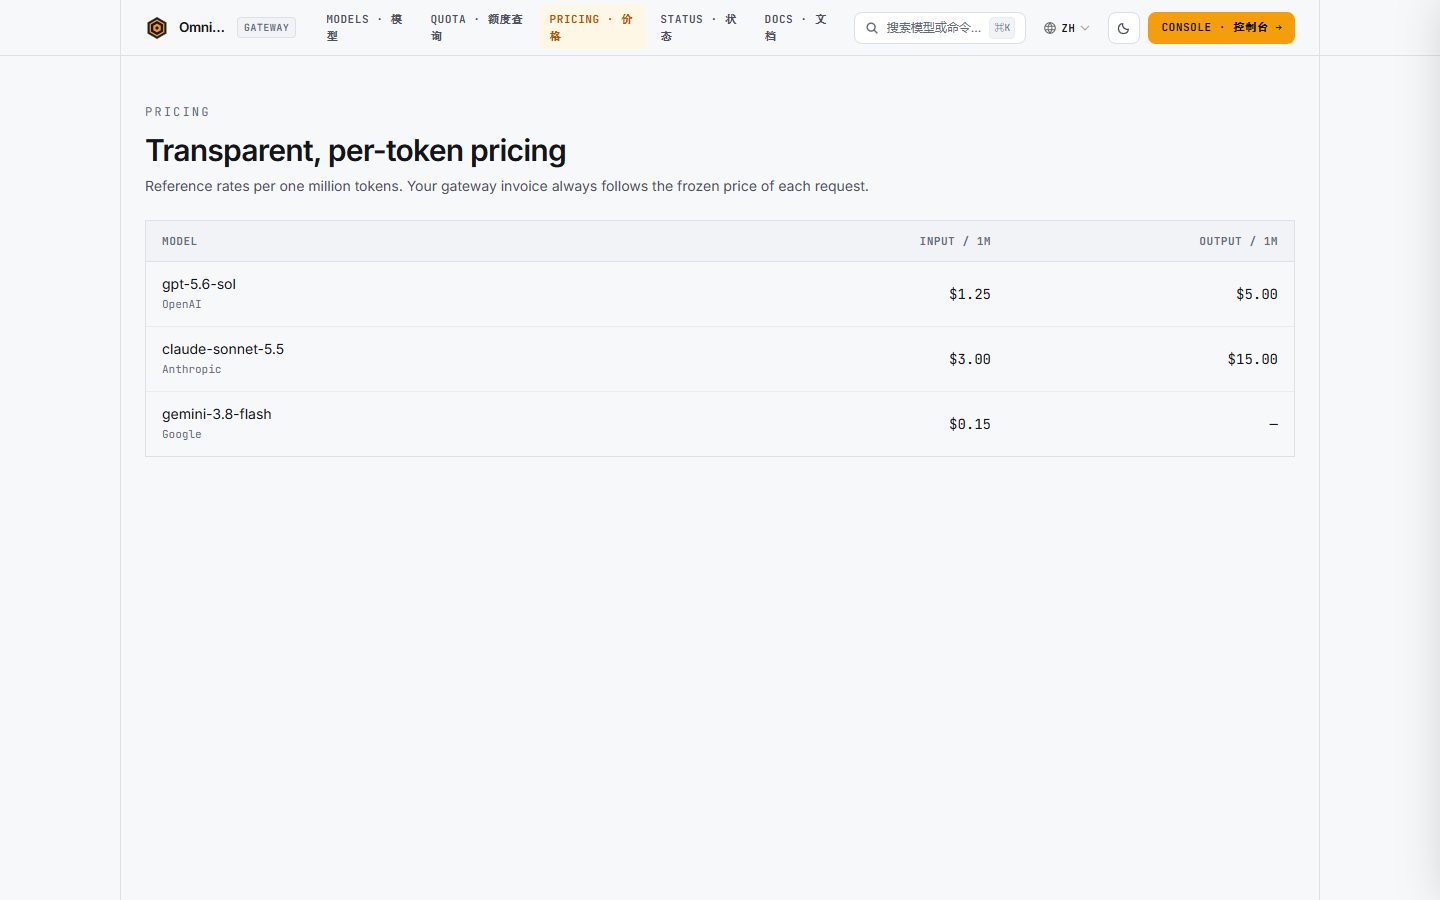 Omni...
GATEWAY
MODELS · 模
型
QUOTA · 额度查
询
PRICING · 价
格
STATUS · 状
态
DOCS · 文
档
搜索模型或命令... ⌘K
ZH
CONSOLE · 控制台 →
PRICING
Transparent, per-token pricing
Reference rates per one million tokens. Your gateway invoice always follows the frozen price of each request.
MODEL INPUT / 1M OUTPUT / 1M
gpt-5.6-sol
OpenAI
$1.25 $5.00
claude-sonnet-5.5
Anthropic
$3.00 $15.00
gemini-3.8-flash
Google
$0.15 —